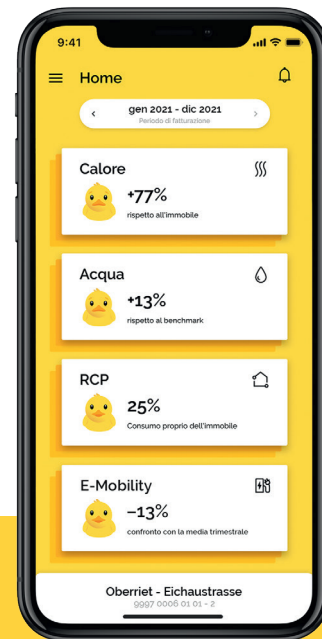 9:41
Home
gen 2021 - dic 2021
Periodo di fatturazione
Calore
+77%
rispetto all'immobile
Acqua
+13%
rispetto al benchmark
RCP
25%
Consumo proprio dell'immobile
E-Mobility
–13%
confronto con la media trimestrale
Oberriet - Eichaustrasse
9997 0006 01 01 - 2